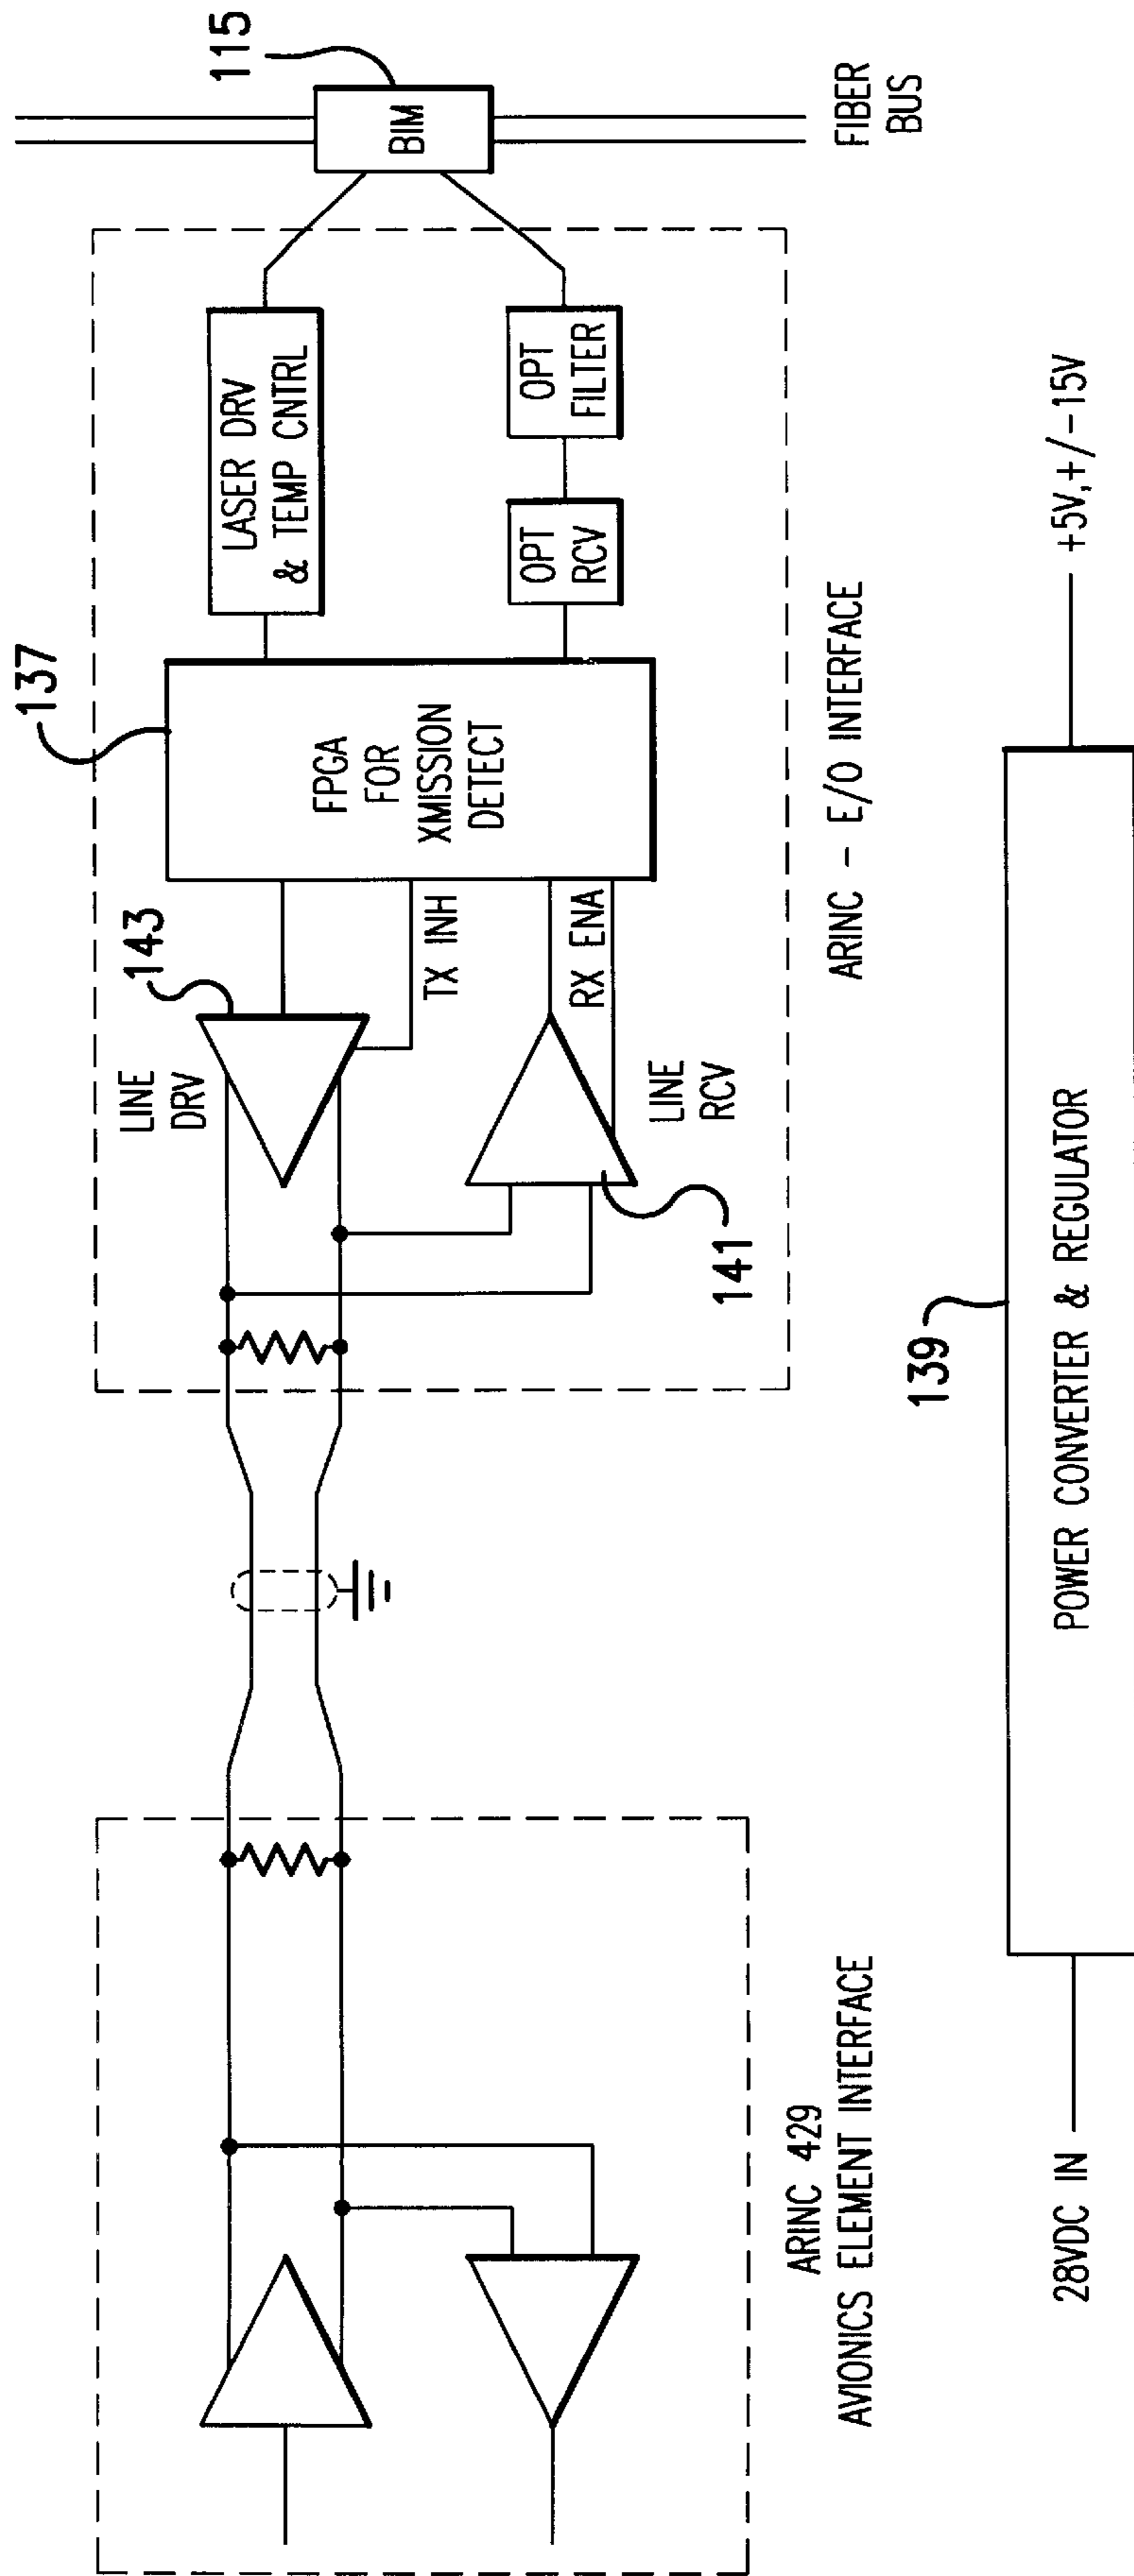 115
BIM
FIBER
BUS
137
LASER DRV
& TEMP CNTRL
OPT
FILTER
OPT
RCV
FPGA
FOR
XMISSION
DETECT
143
LINE
DRV
TX INH
RX ENA
LINE
RCV
141
ARINC - E/O INTERFACE
ARINC 429
AVIONICS ELEMENT INTERFACE
139
28VDC IN
POWER CONVERTER & REGULATOR
+5V,+/-15V